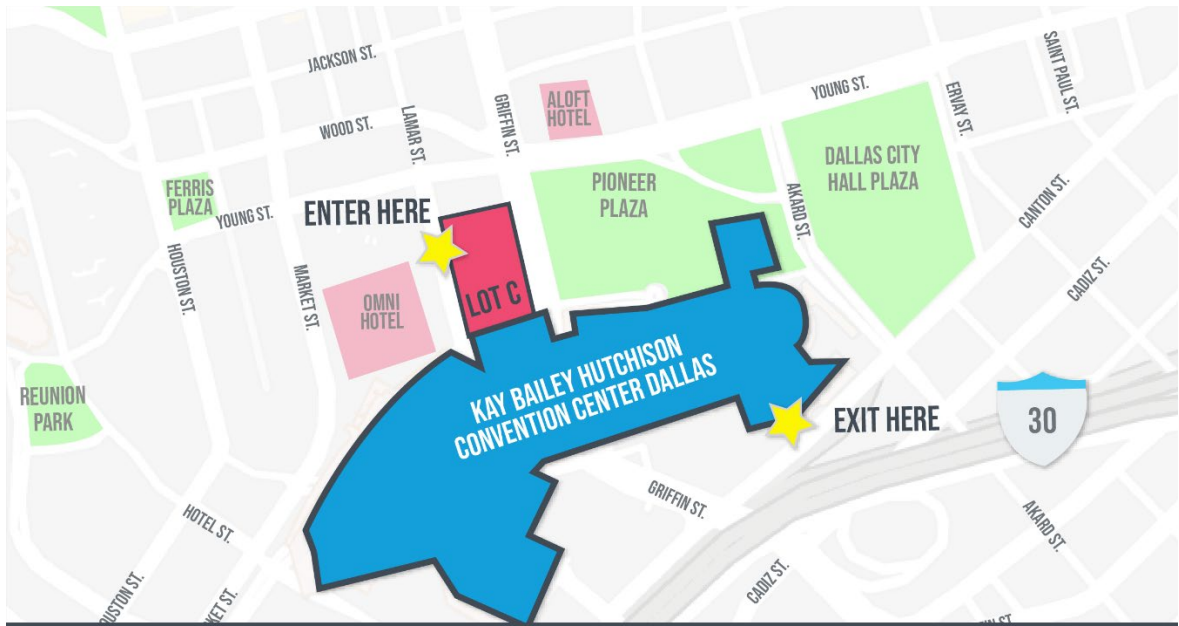 JACKSON ST.
WOOD ST.
LAMAR ST.
GRIFFIN ST.
ALOFT
HOTEL
YOUNG ST.
ERVAY ST.
SAINT PAUL ST.
FERRIS
PLAZA
YOUNG ST.
ENTER HERE
PIONEER
PLAZA
AKARD ST.
DALLAS CITY
HALL PLAZA
CANTON ST.
CADIZ ST.
HOUSTON ST.
MARKET ST.
OMNI
HOTEL
LOT C
KAY BAILEY HUTCHISON
CONVENTION CENTER DALLAS
REUNION
PARK
EXIT HERE
30
HOTEL ST.
GRIFFIN ST.
AKARD ST.
CADIZ ST.
OUSTON ST.
KET ST.